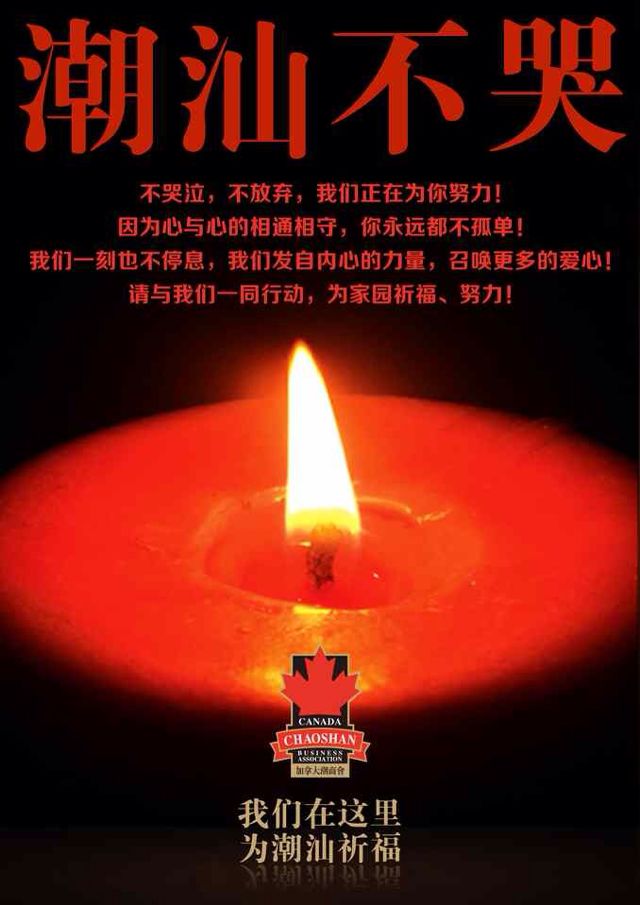 潮汕不哭
不哭泣，不放弃，我们正在为你努力！
因为心与心的相通相守，你永远都不孤单！
我们一刻也不停息，我们发自内心的力量，召唤更多的爱心！
请与我们一同行动，为家园祈福、努力！
CANADA
CHAOSHAN
BUSINESS
ASSOCIATION
加拿大潮商會
我们在这里
为潮汕祈福